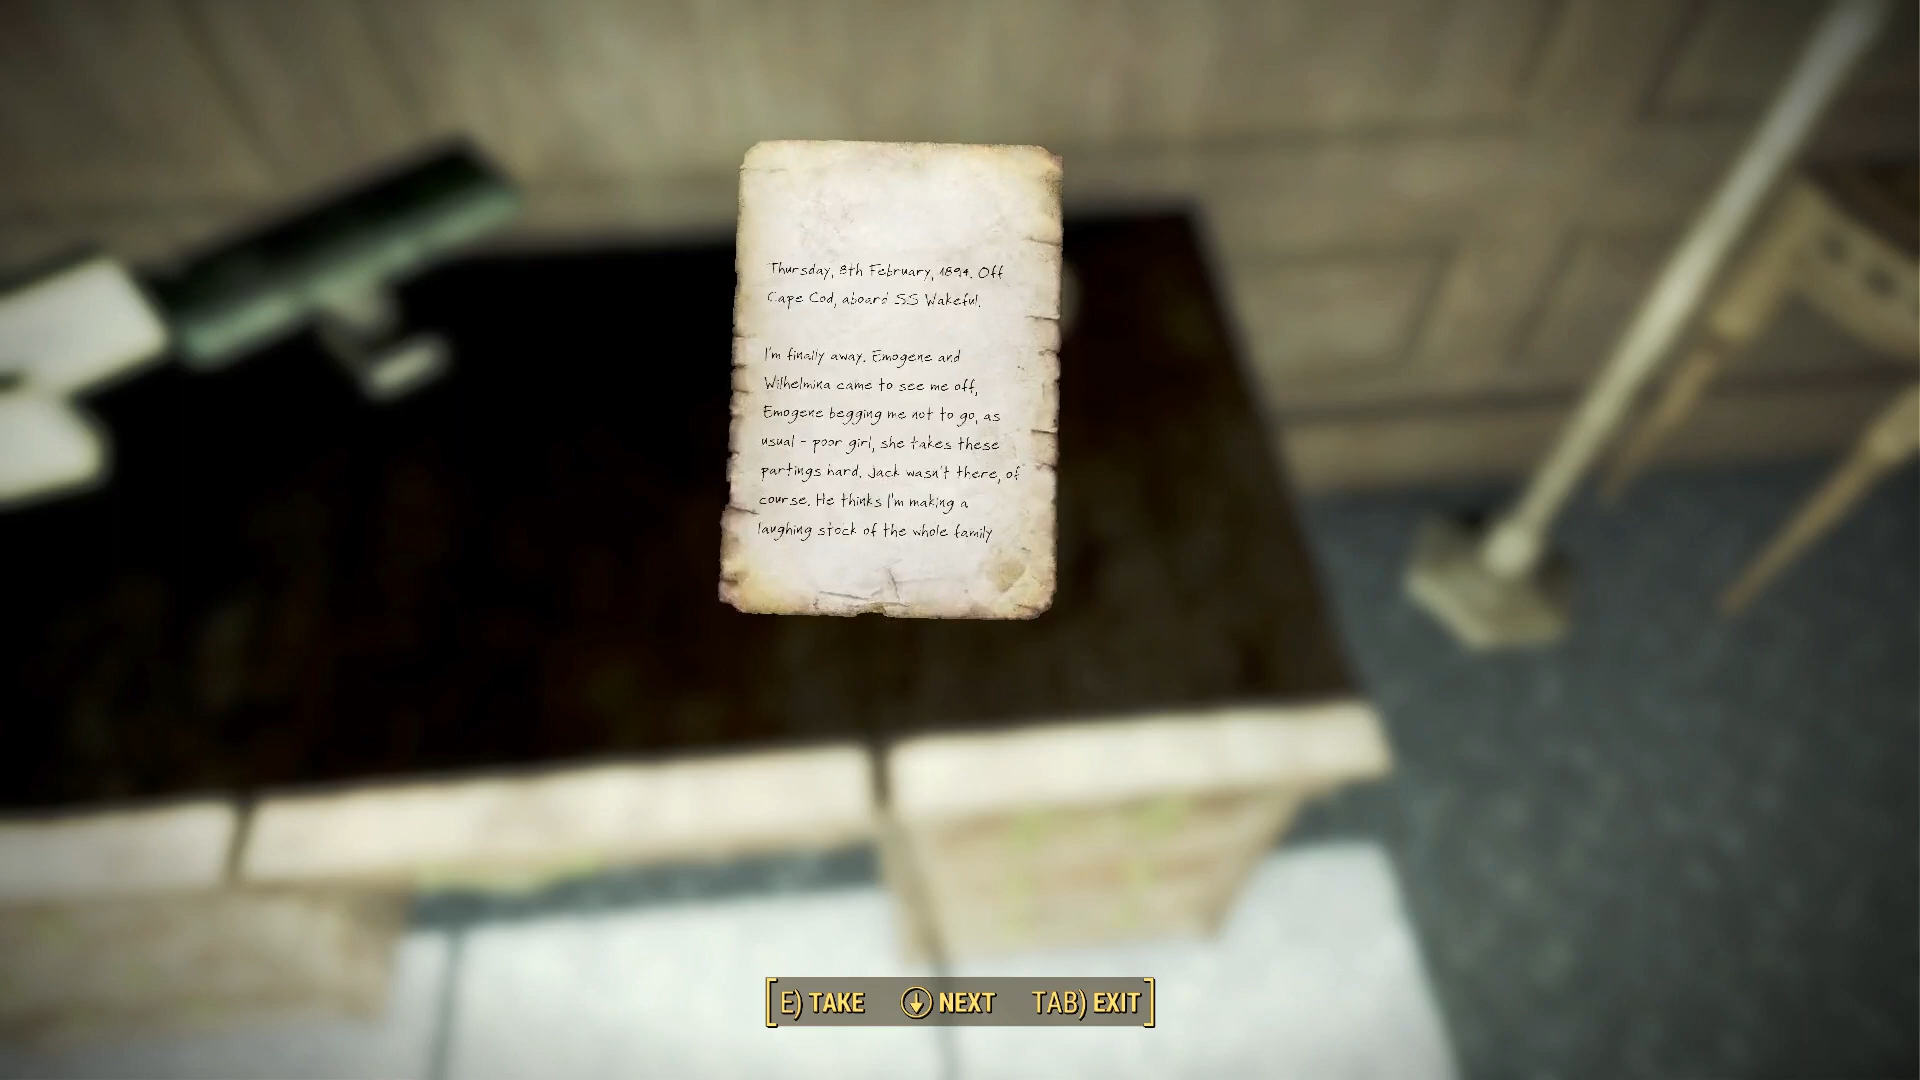 Thursday, 8th February, 1894. Off
Cape Cod, aboard SS Wakeful.
I'm finally away. Emogene and
Wilhelmina came to see me off,
Emogene begging me not to go, as
usual - poor girl, she takes these
partings hard. Jack wasn't there, of
course. He thinks I'm making a
laughing stock of the whole family
E) TAKE NEXT TAB) EXIT